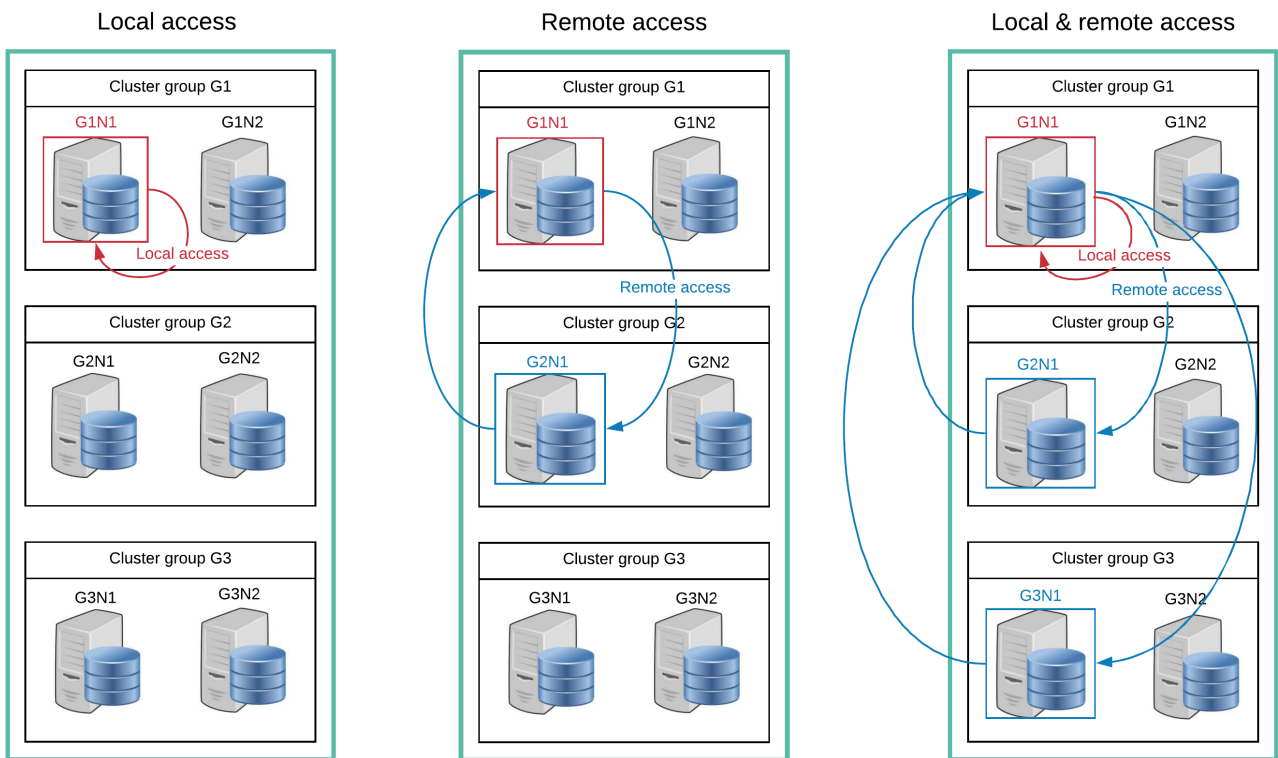 Local access
Cluster group G1
G1N1
G1N2
Local access
Cluster group G2
G2N1
G2N2
Cluster group G3
G3N1
G3N2
Remote access
Cluster group G1
G1N1
G1N2
Remote access
Cluster group G2
G2N1
G2N2
Cluster group G3
G3N1
G3N2
Local & remote access
Cluster group G1
G1N1
G1N2
Local access
Remote access
Cluster group G2
G2N1
G2N2
Cluster group G3
G3N1
G3N2